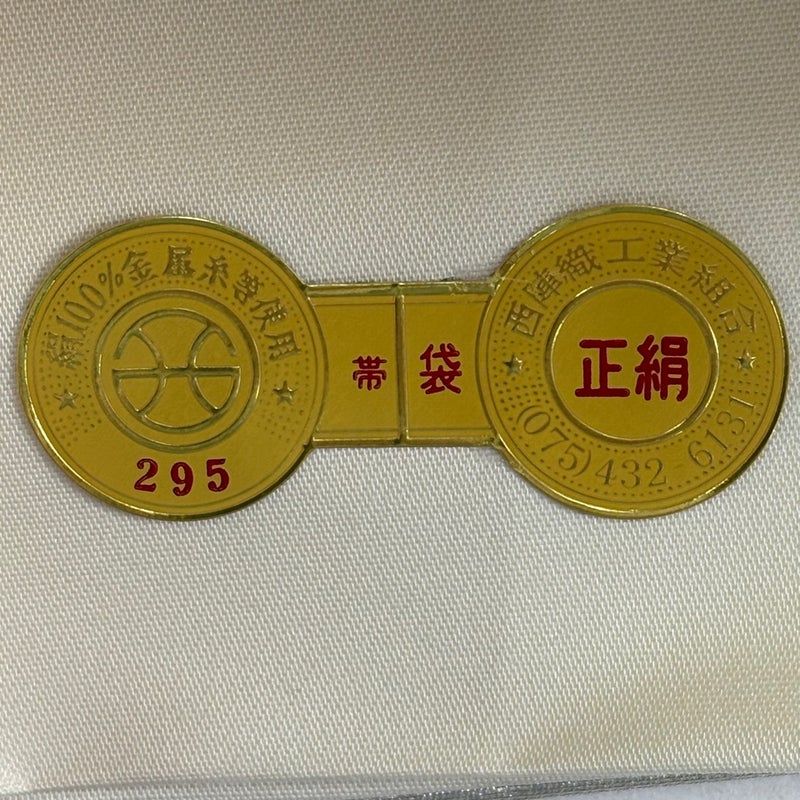 絹100%金属糸等使用
295
帯
袋
西陣織工業組合
正絹
(075)432-6131